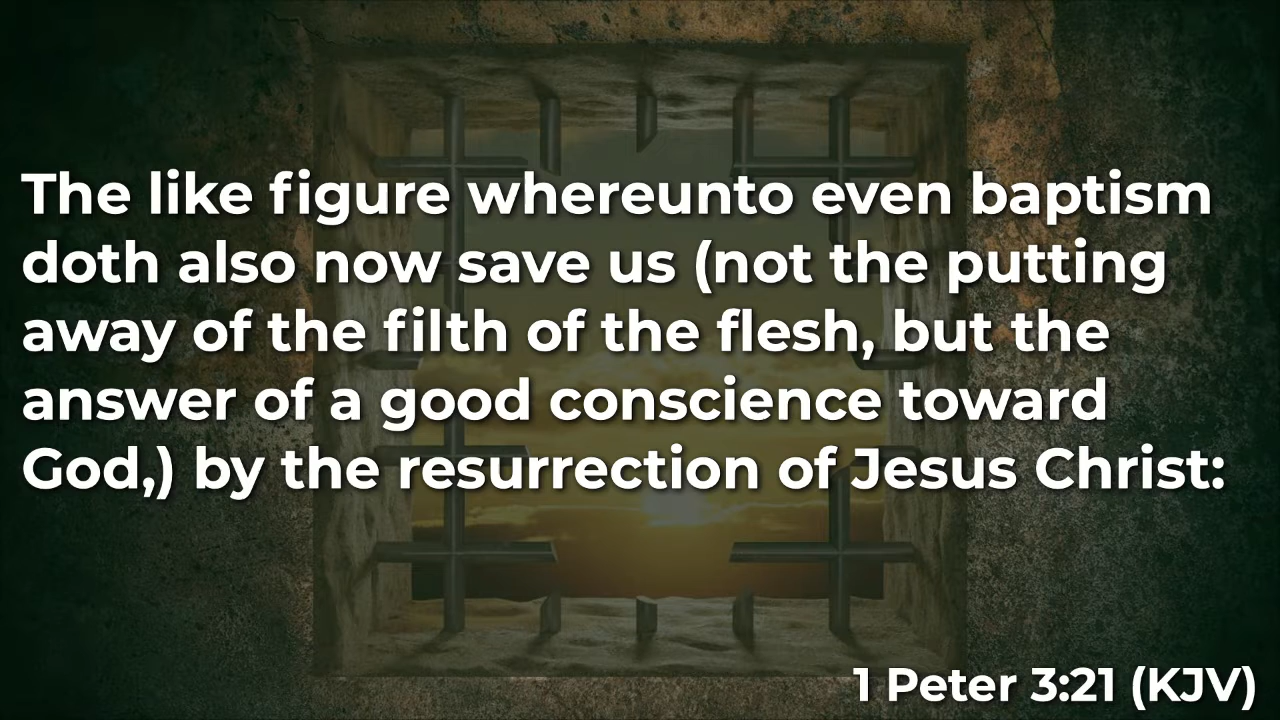 The like figure whereunto even baptism
doth also now save us (not the putting
away of the filth of the flesh, but the
answer of a good conscience toward
God,) by the resurrection of Jesus Christ:
1 Peter 3:21 (KJV)